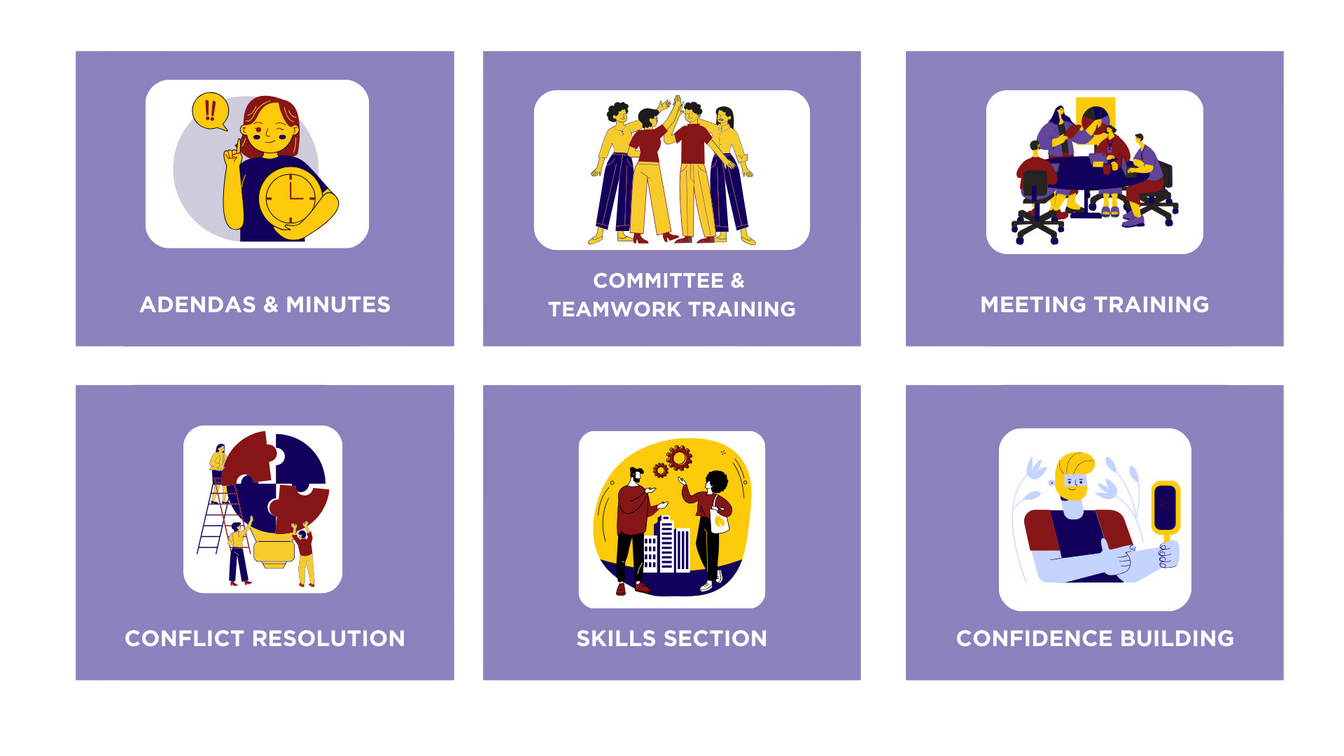 !!
ADENDAS & MINUTES
COMMITTEE &
TEAMWORK TRAINING
MEETING TRAINING
CONFLICT RESOLUTION
SKILLS SECTION
CONFIDENCE BUILDING